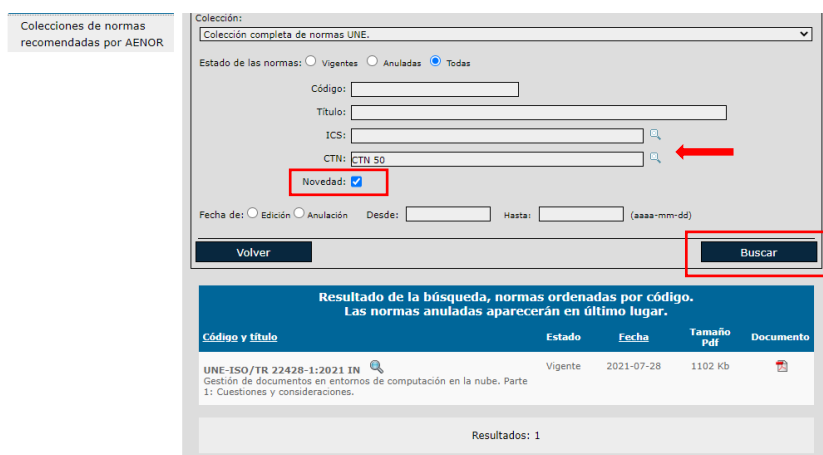 Colecciones de normas
recomendadas por AENOR
Colección:
Colección completa de normas UNE.
Estado de las normas: Vigentes Anuladas Todas
Código:
Título:
ICS:
CTN: CTN 50
Novedad:
Fecha de: Edición Anulación Desde: Hasta: (aaaa-mm-dd)
Volver Buscar
Resultado de la búsqueda, normas ordenadas por código.
Las normas anuladas aparecerán en último lugar.
Código y título Estado Fecha Tamaño Pdf Documento
UNE-ISO/TR 22428-1:2021 IN Vigente 2021-07-28 1102 Kb
Gestión de documentos en entornos de computación en la nube. Parte
1: Cuestiones y consideraciones.
Resultados: 1